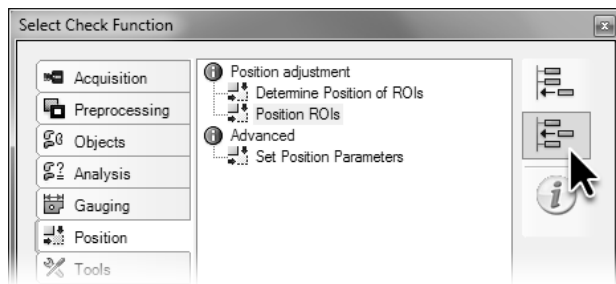 Select Check Function
Acquisition
Preprocessing
Objects
Analysis
Gauging
Position
Tools
Position adjustment
Determine Position of ROIs
Position ROIs
Advanced
Set Position Parameters